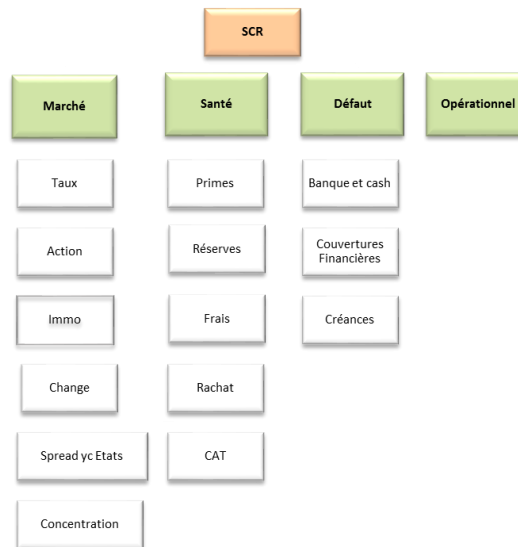 SCR
Marché
Santé
Défaut
Opérationnel
Taux
Primes
Banque et cash
Action
Réserves
Couvertures
Financières
Immo
Frais
Créances
Change
Rachat
Spread yc Etats
CAT
Concentration